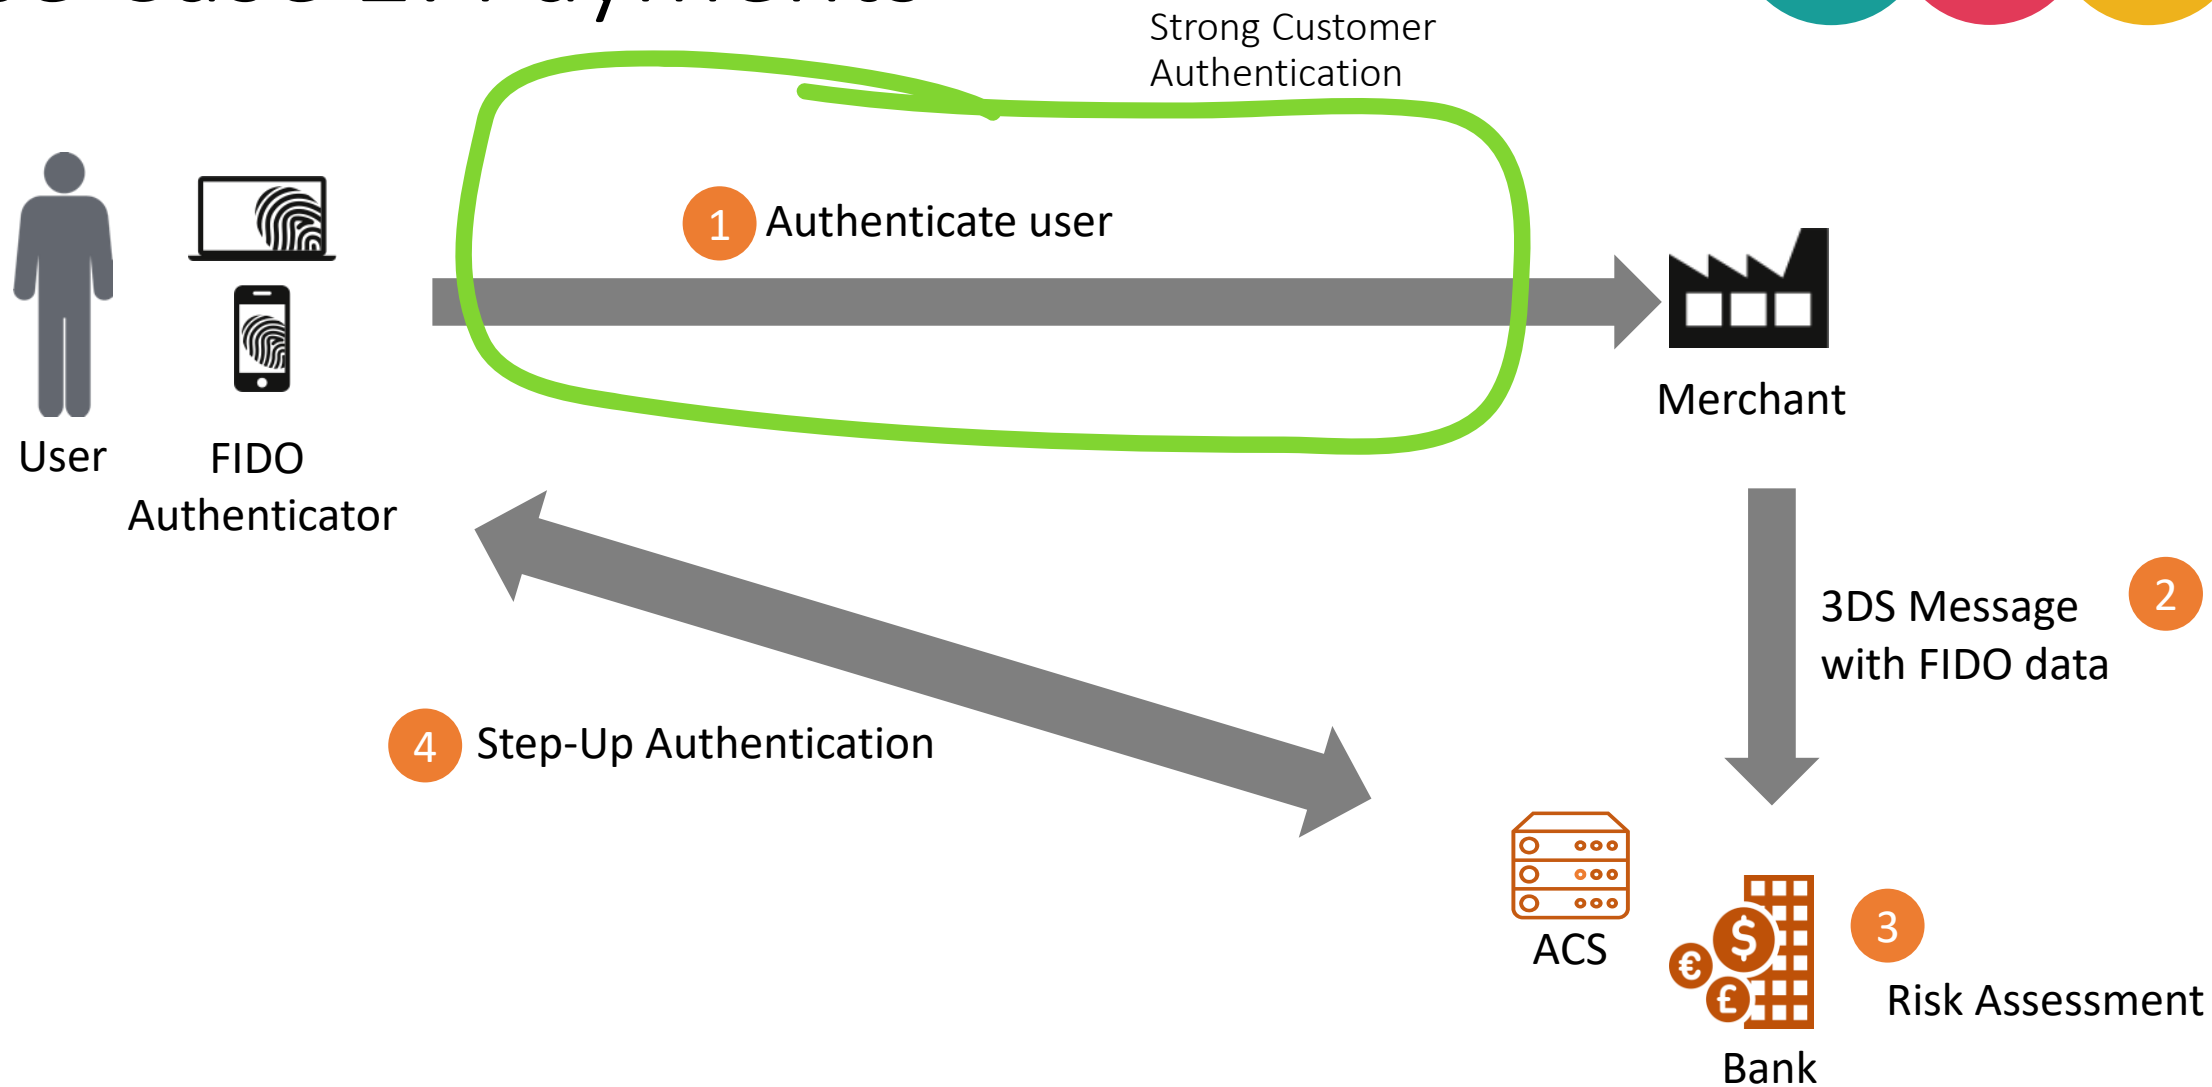 Payments
Strong Customer
Authentication
1 Authenticate user
User
FIDO
Authenticator
Merchant
3DS Message
with FIDO data
2
4 Step-Up Authentication
ACS
$
€
£
3
Risk Assessment
Bank